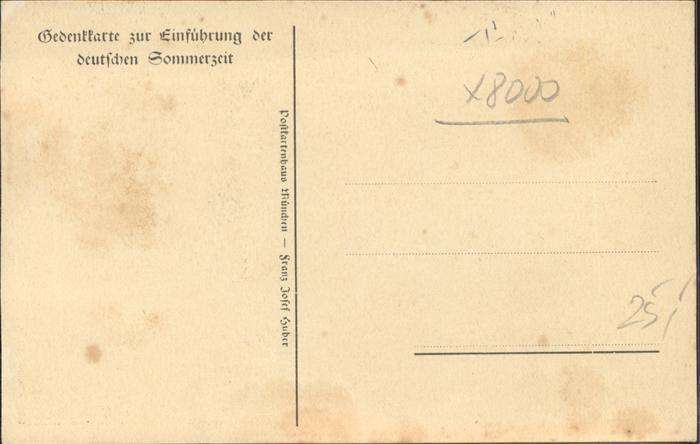 Gedenkkarte zur Einführung der
deutschen Sommerzeit
Postkartenhaus München — Franz Josef Huber
x8000
25,